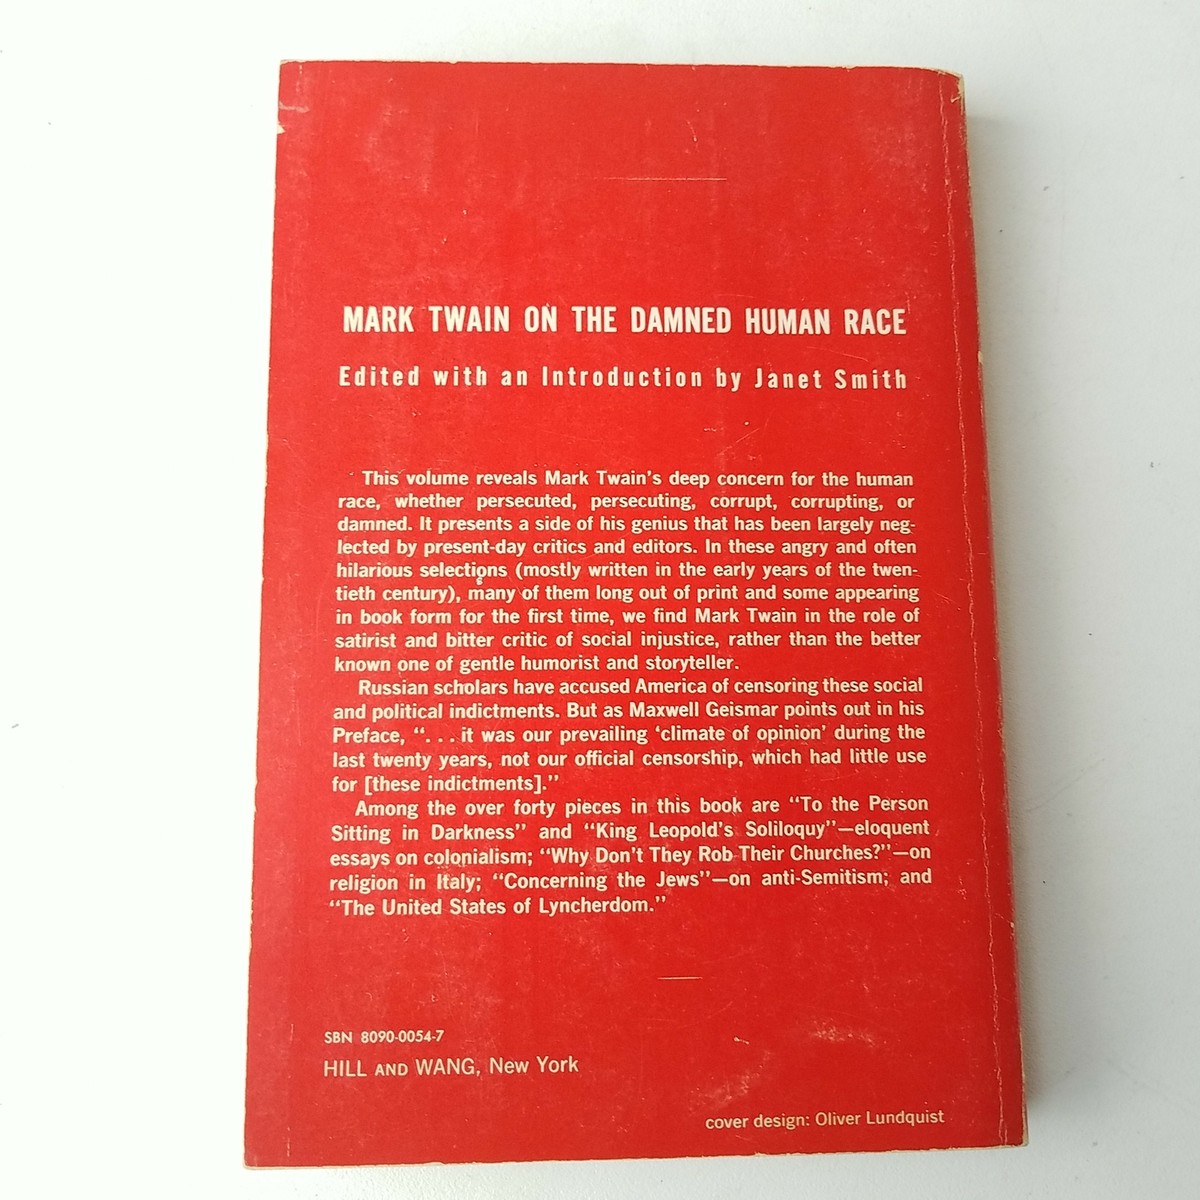 MARK TWAIN ON THE DAMNED HUMAN RACE
Edited with an Introduction by Janet Smith
This volume reveals Mark Twain's deep concern for the human
race, whether persecuted, persecuting, corrupt, corrupting, or
damned. It presents a side of his genius that has been largely neg-
lected by present-day critics and editors. In these angry and often
hilarious selections (mostly written in the early years of the twen-
tieth century), many of them long out of print and some appearing
in book form for the first time, we find Mark Twain in the role of
satirist and bitter critic of social injustice, rather than the better
known one of gentle humorist and storyteller.
Russian scholars have accused America of censoring these social
and political indictments. But as Maxwell Geismar points out in his
Preface, "...it was our prevailing 'climate of opinion' during the
last twenty years, not our official censorship, which had little use
for [these indictments]."
Among the over forty pieces in this book are "To the Person
Sitting in Darkness" and "King Leopold's Soliloquy"—eloquent
essays on colonialism; "Why Don't They Rob Their Churches?"—on
religion in Italy; "Concerning the Jews"—on anti-Semitism; and
"The United States of Lyncherdom."
SBN 8090-0054-7
HILL AND WANG, New York
cover design: Oliver Lundquist